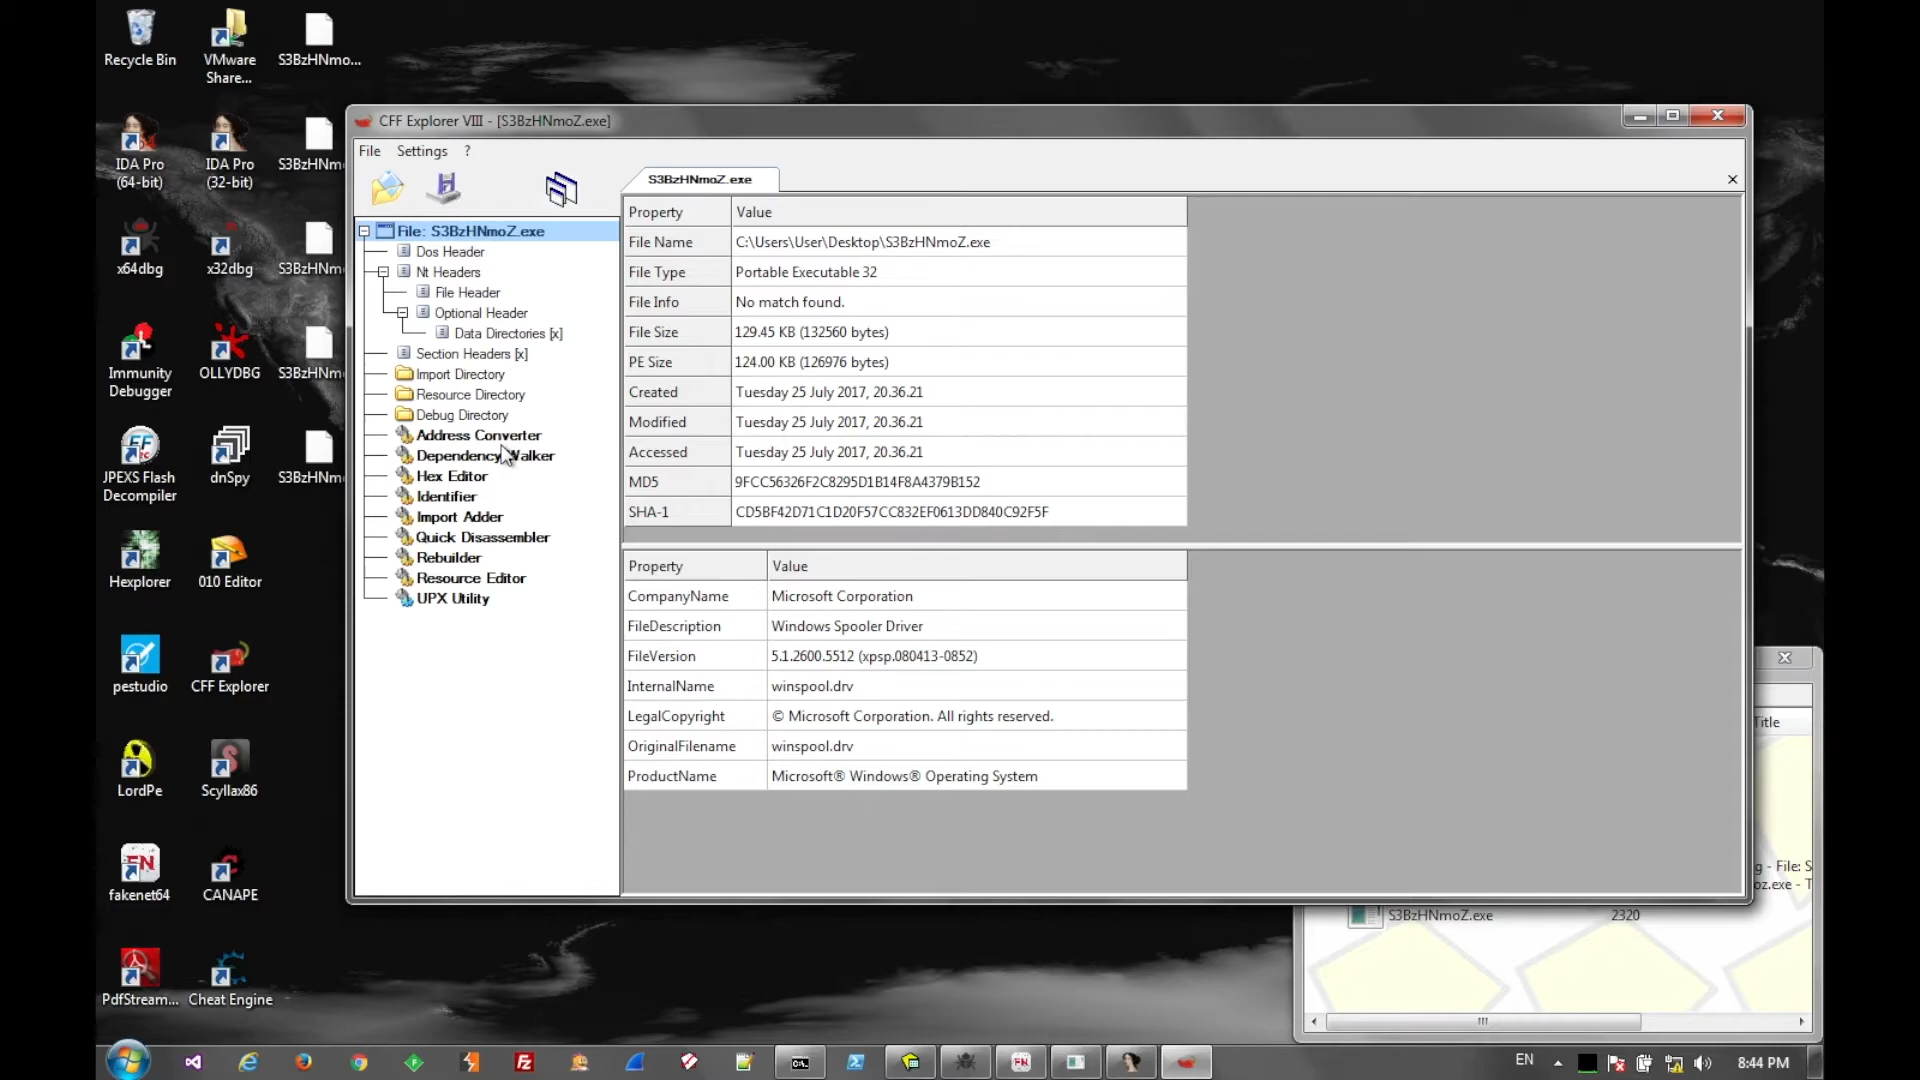 Recycle Bin
VMware Share...
S3BzHNmo...
IDA Pro (64-bit)
IDA Pro (32-bit)
S3BzHNm
x64dbg
x32dbg
S3BzHNm
Immunity Debugger
OLLYDBG
S3BzHNm
JPEXS Flash Decompiler
dnSpy
S3BzHNm
Hexplorer
010 Editor
pestudio
CFF Explorer
LordPe
Scyllax86
FN
fakenet64
CANAPE
PdfStream...
Cheat Engine
CFF Explorer VIII - [S3BzHNmoZ.exe]
File Settings ?
S3BzHNmoZ.exe
File: S3BzHNmoZ.exe
Dos Header
Nt Headers
File Header
Optional Header
Data Directories [x]
Section Headers [x]
Import Directory
Resource Directory
Debug Directory
Address Converter
Dependency Walker
Hex Editor
Identifier
Import Adder
Quick Disassembler
Rebuilder
Resource Editor
UPX Utility
Property Value
File Name C:\Users\User\Desktop\S3BzHNmoZ.exe
File Type Portable Executable 32
File Info No match found.
File Size 129.45 KB (132560 bytes)
PE Size 124.00 KB (126976 bytes)
Created Tuesday 25 July 2017, 20.36.21
Modified Tuesday 25 July 2017, 20.36.21
Accessed Tuesday 25 July 2017, 20.36.21
MD5 9FCC56326F2C8295D1B14F8A4379B152
SHA-1 CD5BF42D71C1D20F57CC832EF0613DD840C92F5F
Property Value
CompanyName Microsoft Corporation
FileDescription Windows Spooler Driver
FileVersion 5.1.2600.5512 (xpsp.080413-0852)
InternalName winspool.drv
LegalCopyright © Microsoft Corporation. All rights reserved.
OriginalFilename winspool.drv
ProductName Microsoft® Windows® Operating System
Title
g - File: S
oz.exe - T
S3BzHNmoZ.exe 2320
EN
8:44 PM